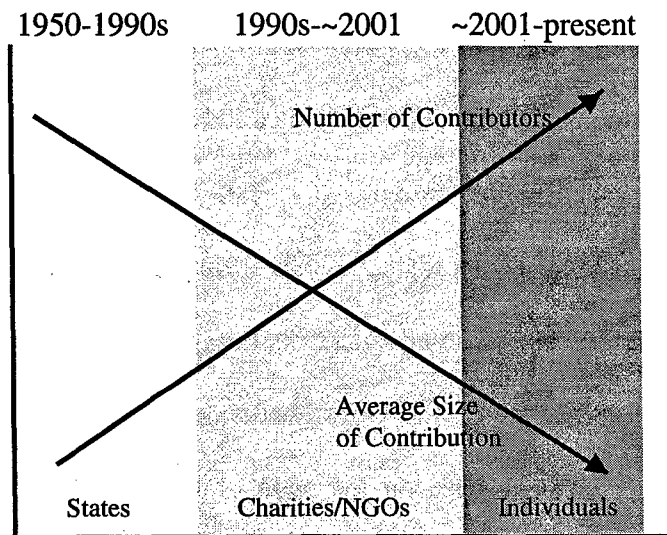 1950-1990s 1990s-~2001 ~2001-present
Number of Contributors
Average Size
of Contribution
States Charities/NGOs Individuals